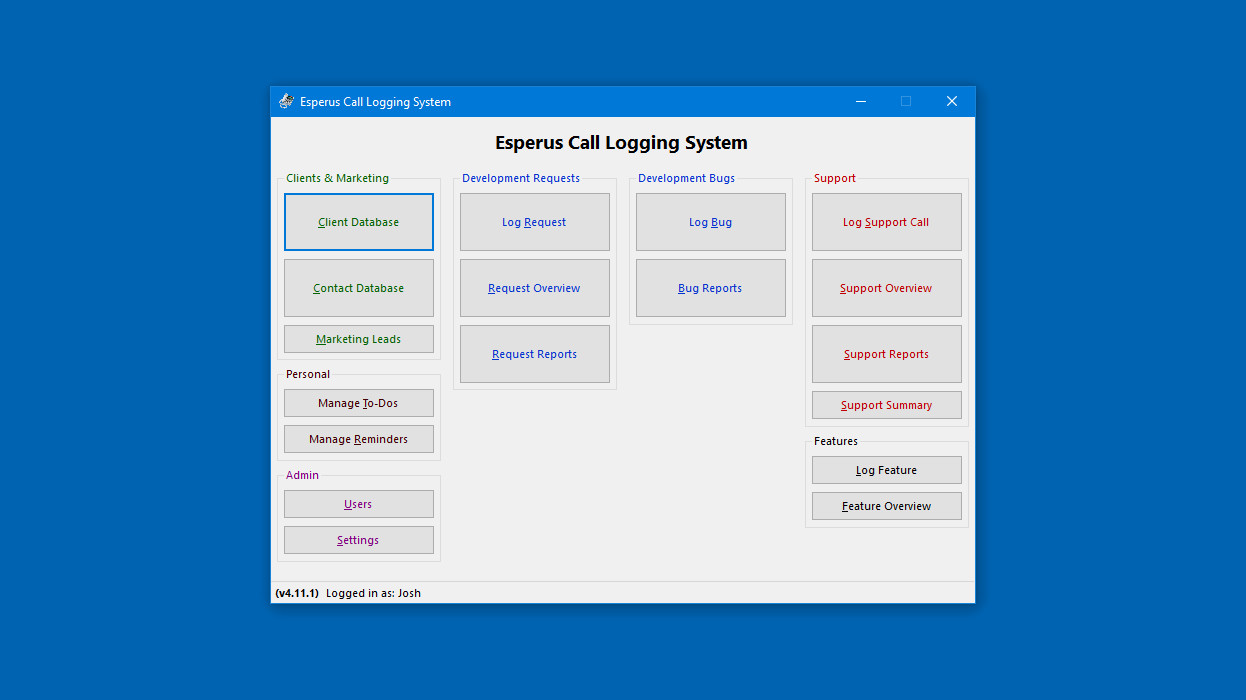 Esperus Call Logging System
Esperus Call Logging System
Clients & Marketing
Client Database
Contact Database
Marketing Leads
Personal
Manage To-Dos
Manage Reminders
Admin
Users
Settings
Development Requests
Log Request
Request Overview
Request Reports
Development Bugs
Log Bug
Bug Reports
Support
Log Support Call
Support Overview
Support Reports
Support Summary
Features
Log Feature
Feature Overview
(v4.11.1) Logged in as: Josh